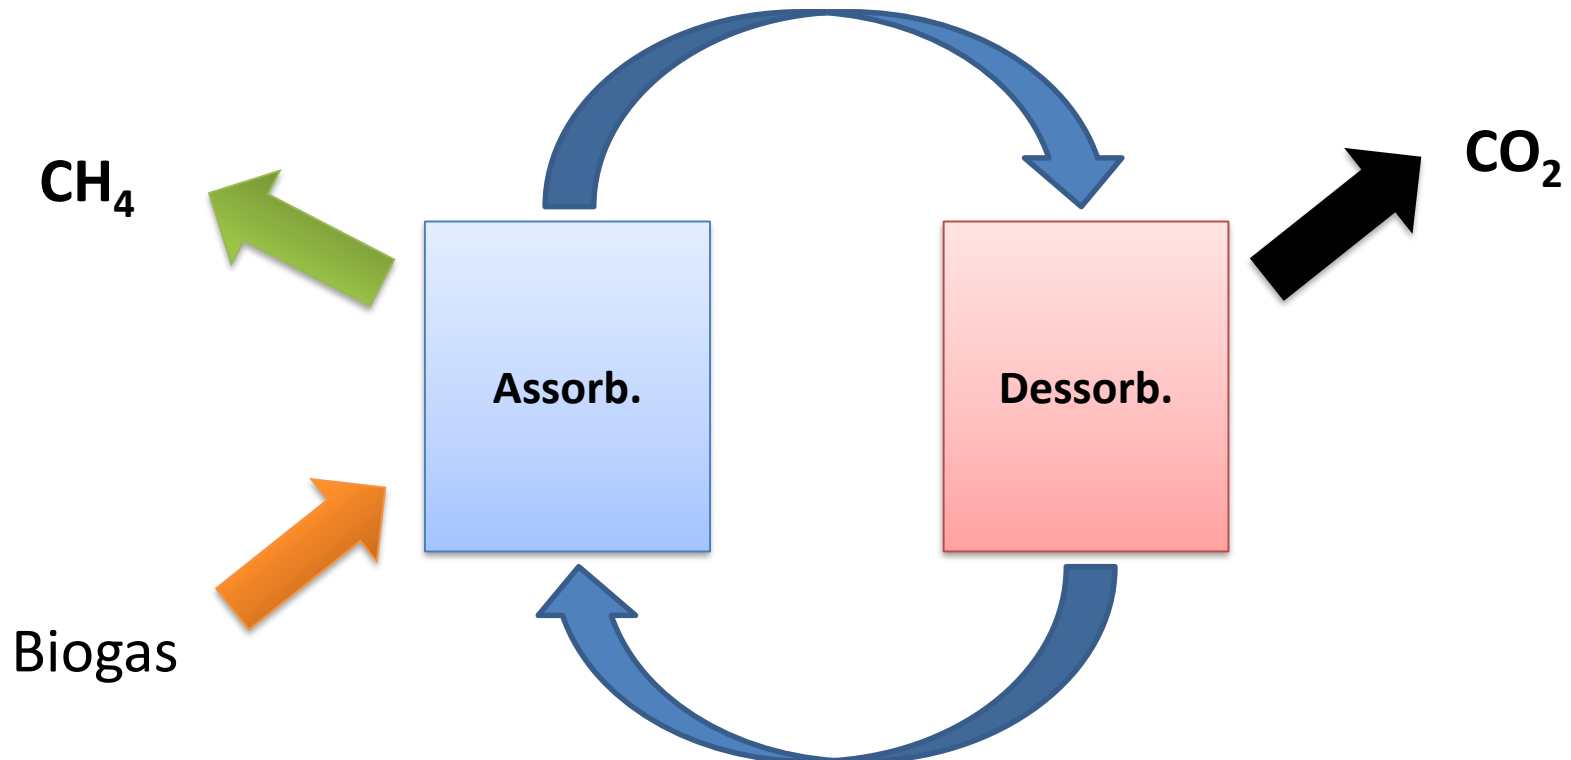 CH₄
CO₂
Assorb.
Dessorb.
Biogas